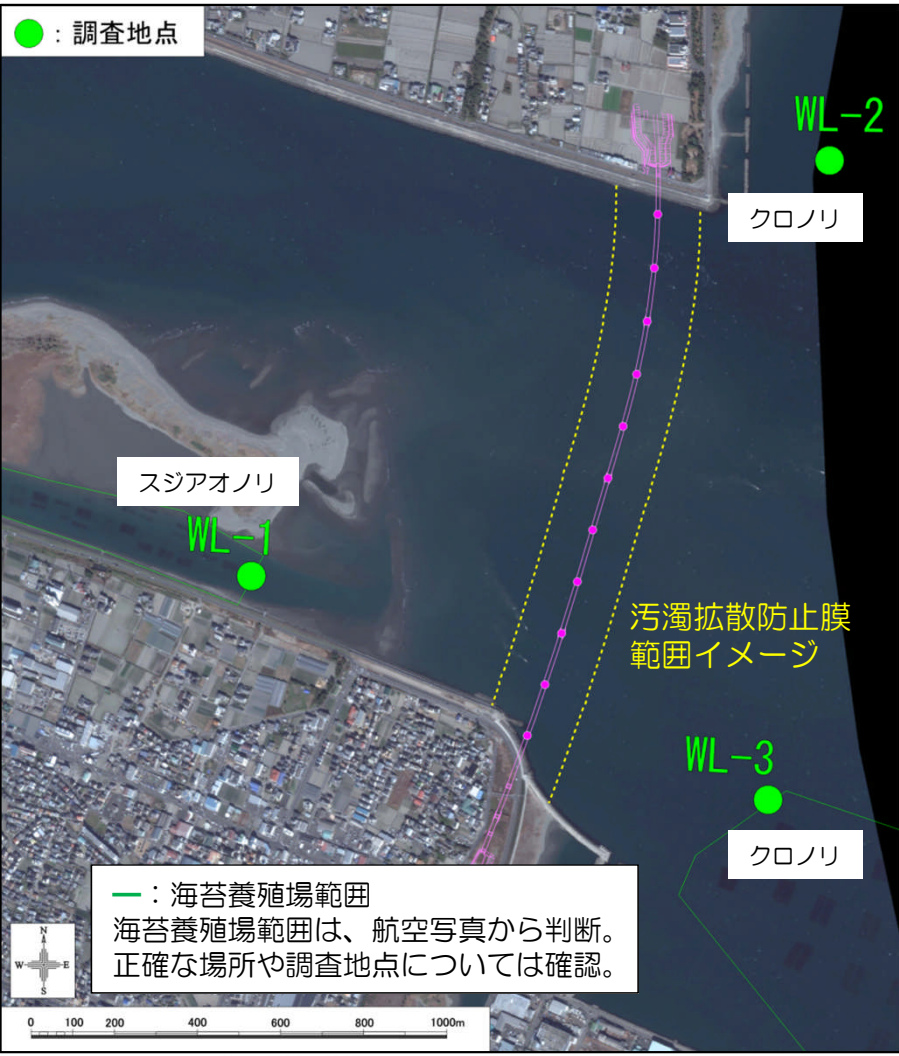 ：調査地点
WL-2
クロノリ
スジアオノリ
WL-1
汚濁拡散防止膜
範囲イメージ
WL-3
クロノリ
：海苔養殖場範囲
海苔養殖場範囲は、航空写真から判断。
正確な場所や調査地点については確認。
N
W E
S
0 100 200 400 600 800 1000m